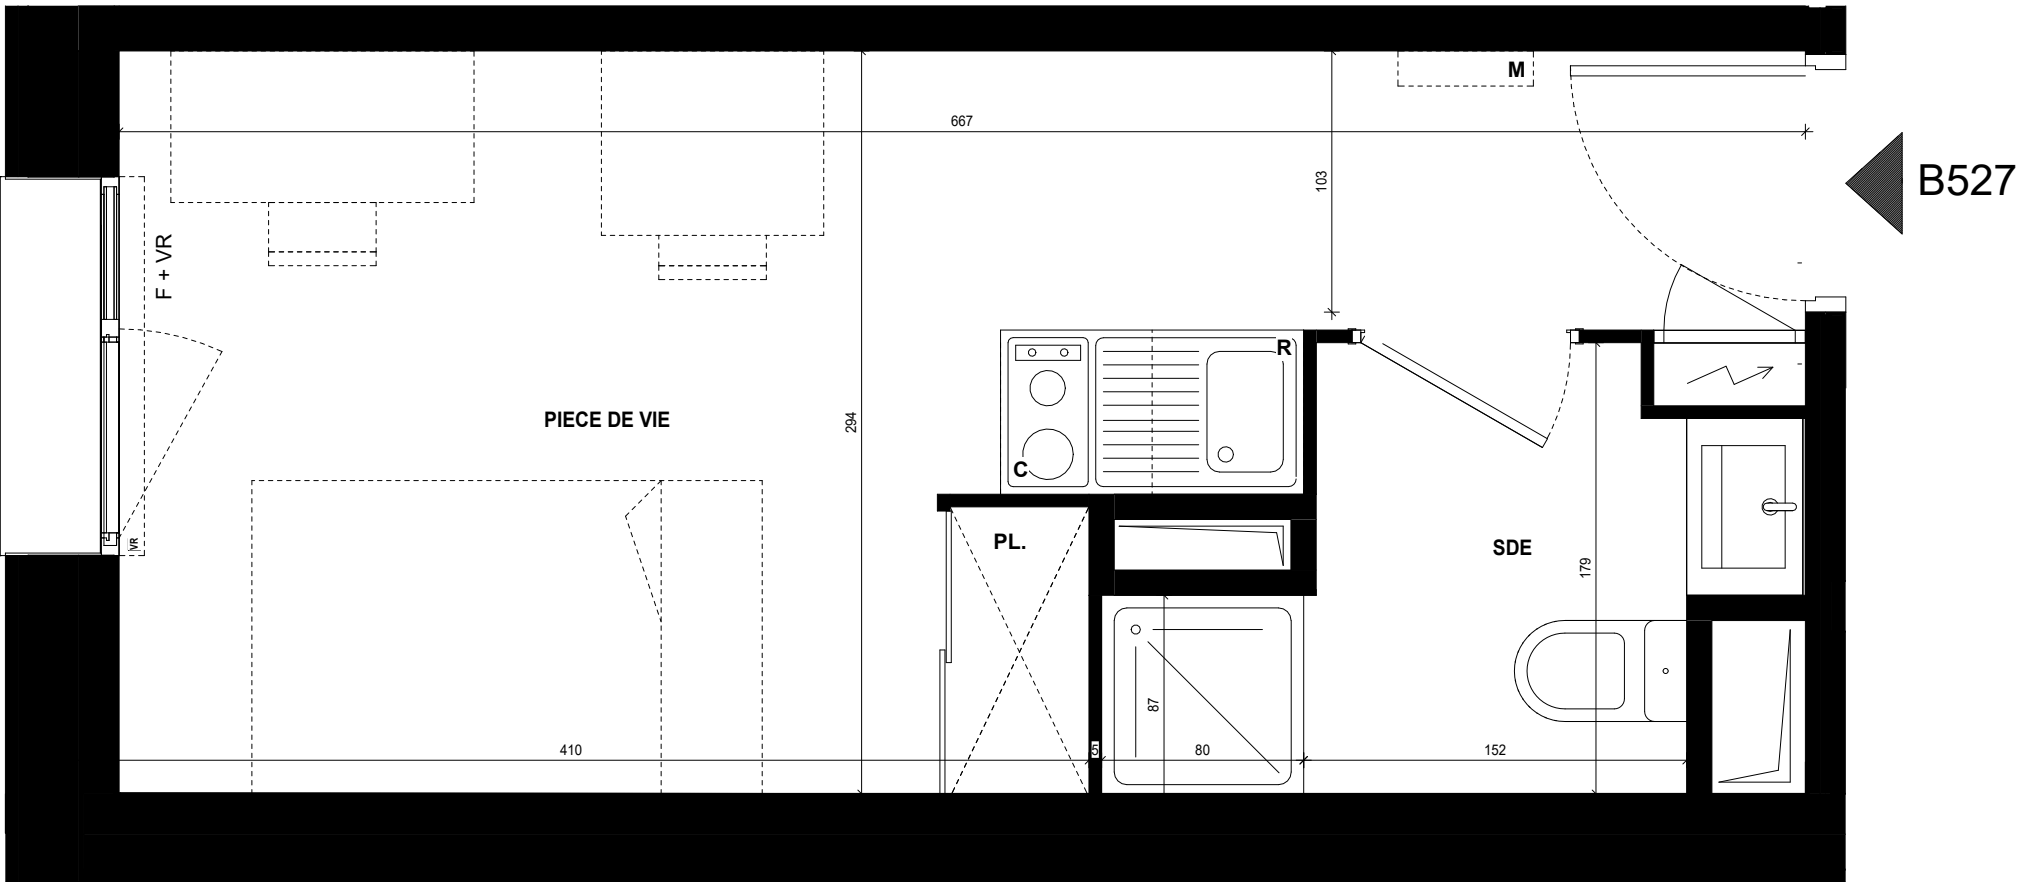 M
667
103
B527
F + VR
R
PIECE DE VIE
294
C
PL.
SDE
179
VR
87
410
5
80
152